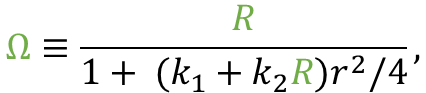 Ω ≡ R / (1 + (k₁ + k₂R)r²/4),